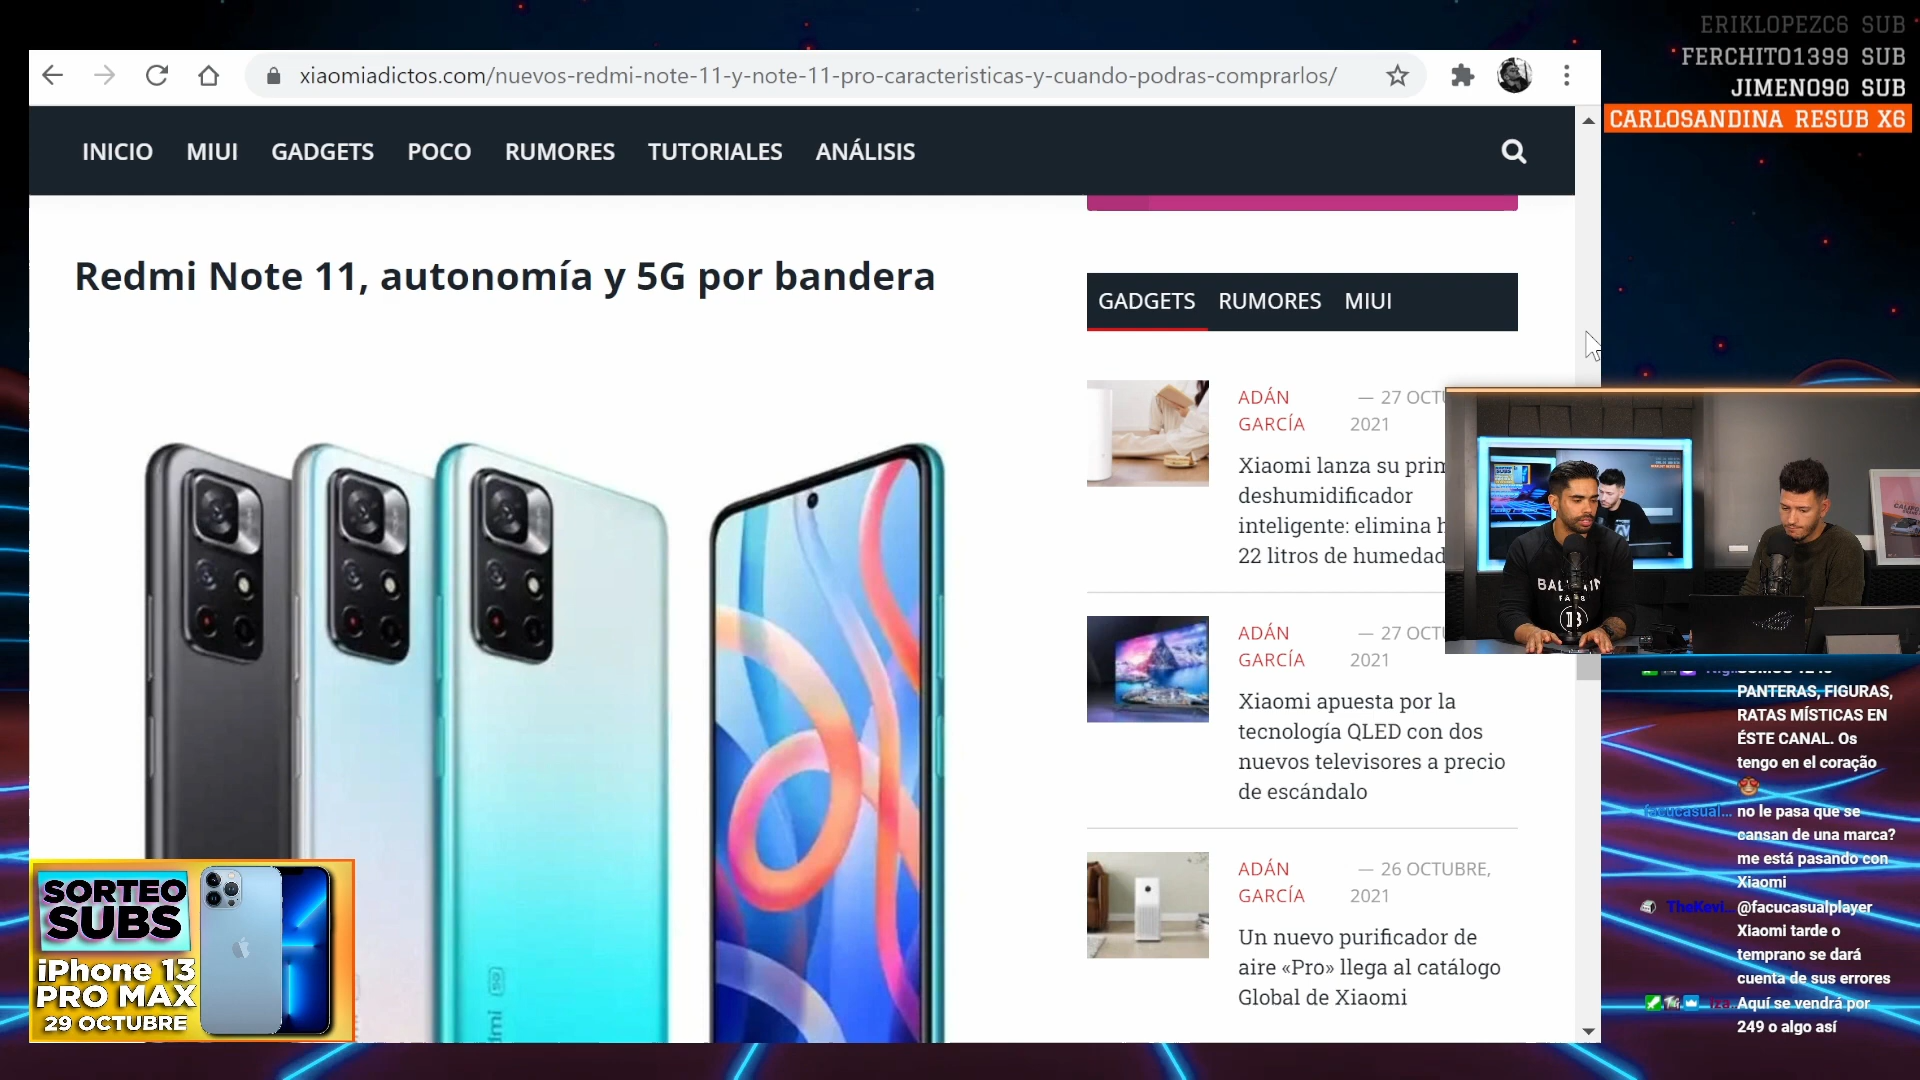 ERIKLOPEZC6 SUB
FERCHITO1399 SUB
JIMENO90 SUB
CARLOSANDINA RESUB X6
xiaomiadictos.com/nuevos-redmi-note-11-y-note-11-pro-caracteristicas-y-cuando-podras-comprarlos/
INICIO MIUI GADGETS POCO RUMORES TUTORIALES ANÁLISIS
Redmi Note 11, autonomía y 5G por bandera
GADGETS RUMORES MIUI
ADÁN GARCÍA
— 27 OCTU
2021
Xiaomi lanza su prim
deshumidificador
inteligente: elimina h
22 litros de humedad
ADÁN GARCÍA
— 27 OCTU
2021
Xiaomi apuesta por la
tecnología QLED con dos
nuevos televisores a precio
de escándalo
ADÁN GARCÍA
— 26 OCTUBRE,
2021
Un nuevo purificador de
aire «Pro» llega al catálogo
Global de Xiaomi
SORTEO
SUBS
iPhone 13
PRO MAX
29 OCTUBRE
PANTERAS, FIGURAS,
RATAS MÍSTICAS EN
ÉSTE CANAL. Os
tengo en el coração
facucasual... no le pasa que se
cansan de una marca?
me está pasando con
Xiaomi
TheKevi... @facucasualplayer
Xiaomi tarde o
temprano se dará
cuenta de sus errores
Aquí se vendrá por
249 o algo así